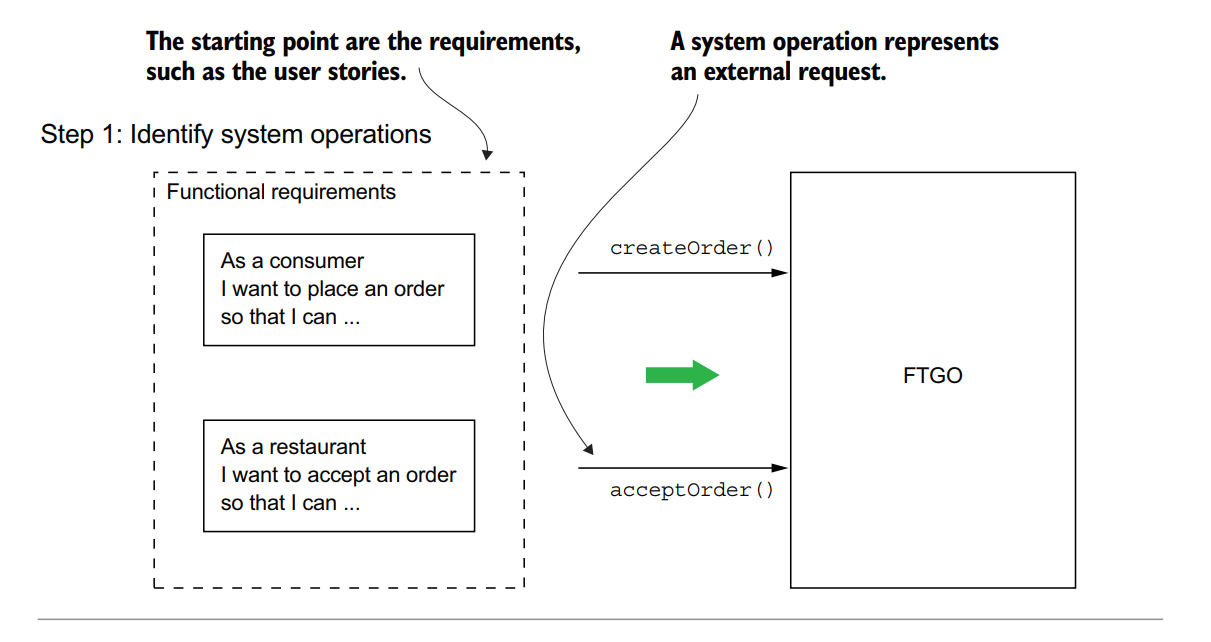 The starting point are the requirements,
such as the user stories.
A system operation represents
an external request.
Step 1: Identify system operations
Functional requirements
As a consumer
I want to place an order
so that I can ...
As a restaurant
I want to accept an order
so that I can ...
createOrder()
acceptOrder()
FTGO